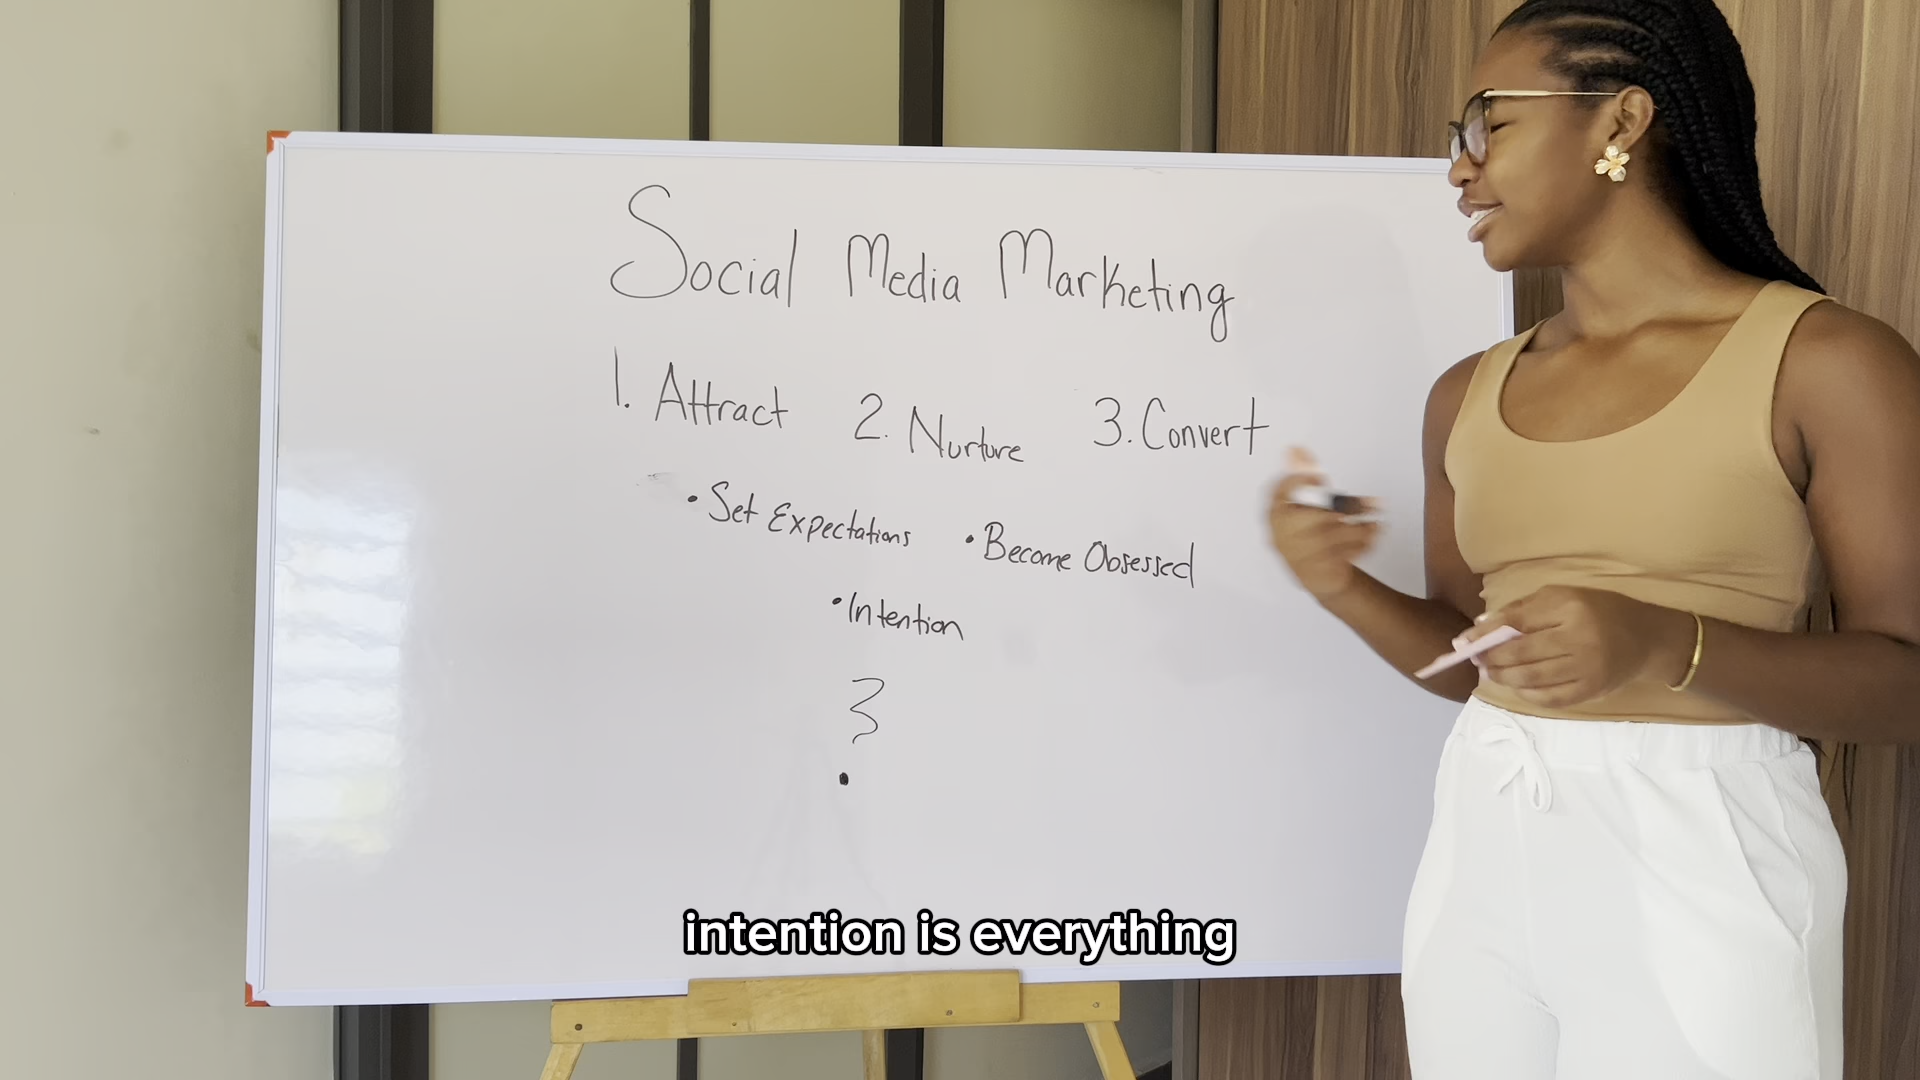 Social Media Marketing
1. Attract 2. Nurture 3. Convert
• Set Expectations • Become Obsessed
• Intention
3
•
intention is everything